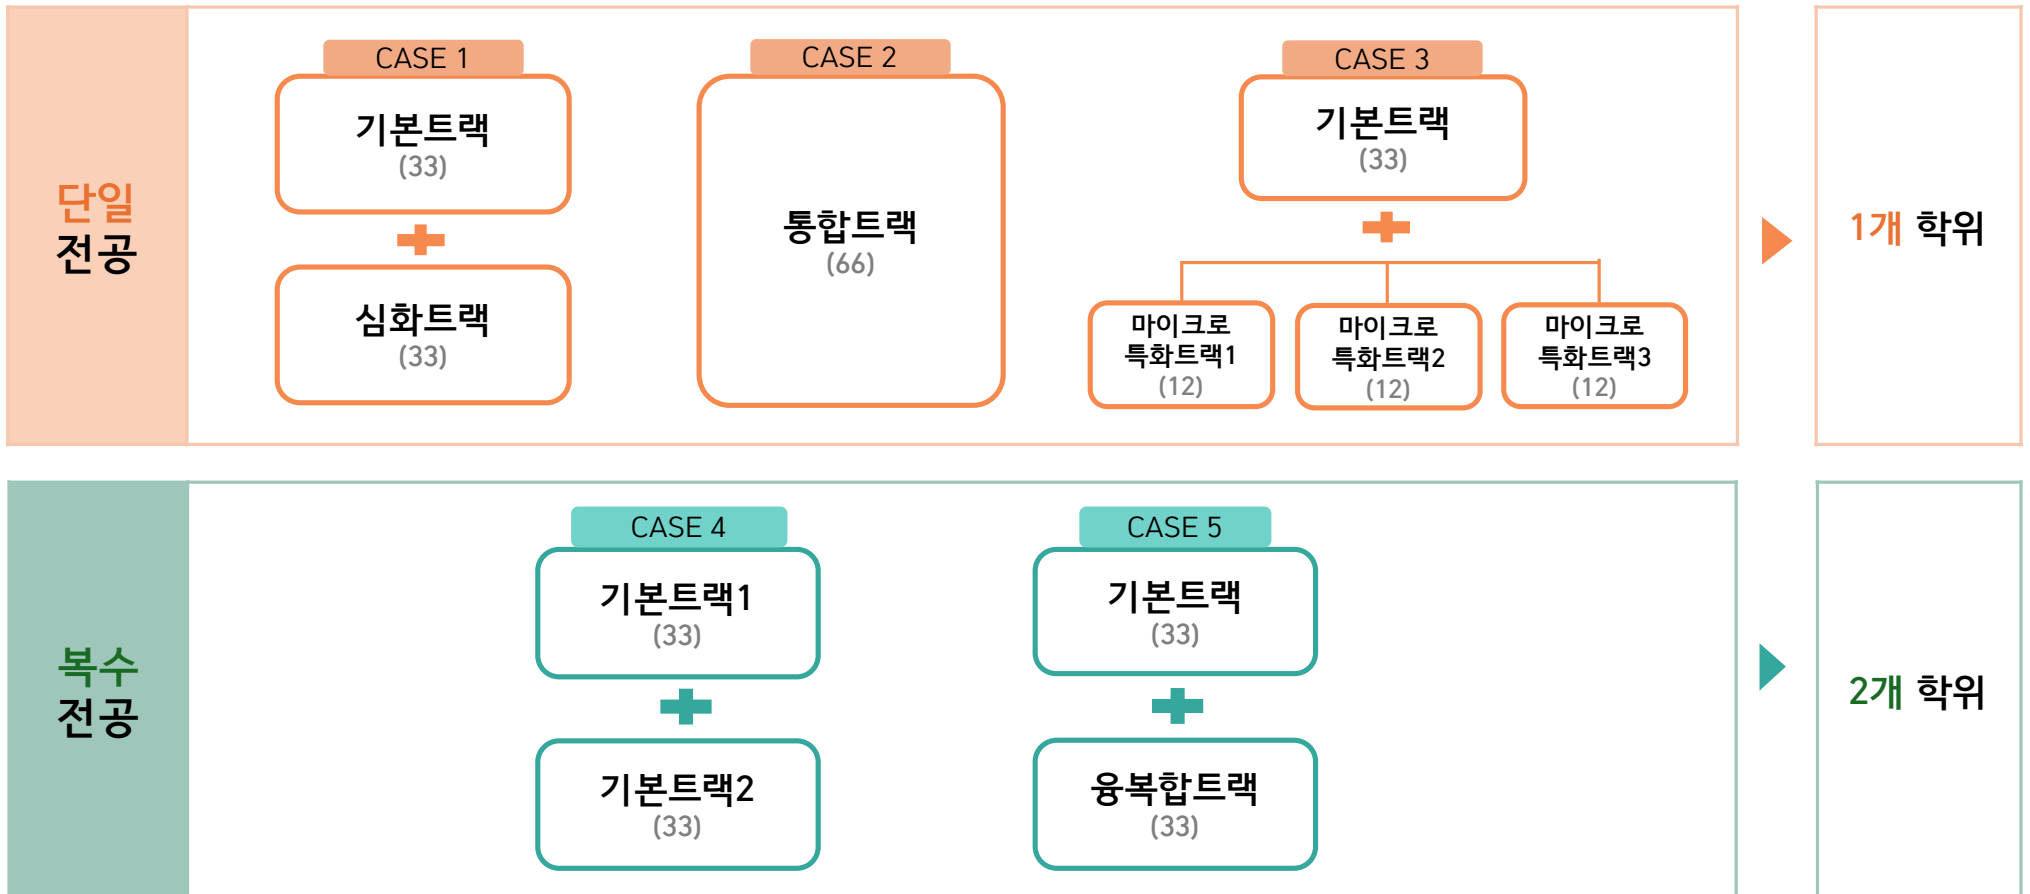 단일
전공
CASE 1
기본트랙
(33)
심화트랙
(33)
CASE 2
통합트랙
(66)
CASE 3
기본트랙
(33)
마이크로
특화트랙1
(12)
마이크로
특화트랙2
(12)
마이크로
특화트랙3
(12)
1개 학위
복수
전공
CASE 4
기본트랙1
(33)
기본트랙2
(33)
CASE 5
기본트랙
(33)
융복합트랙
(33)
2개 학위